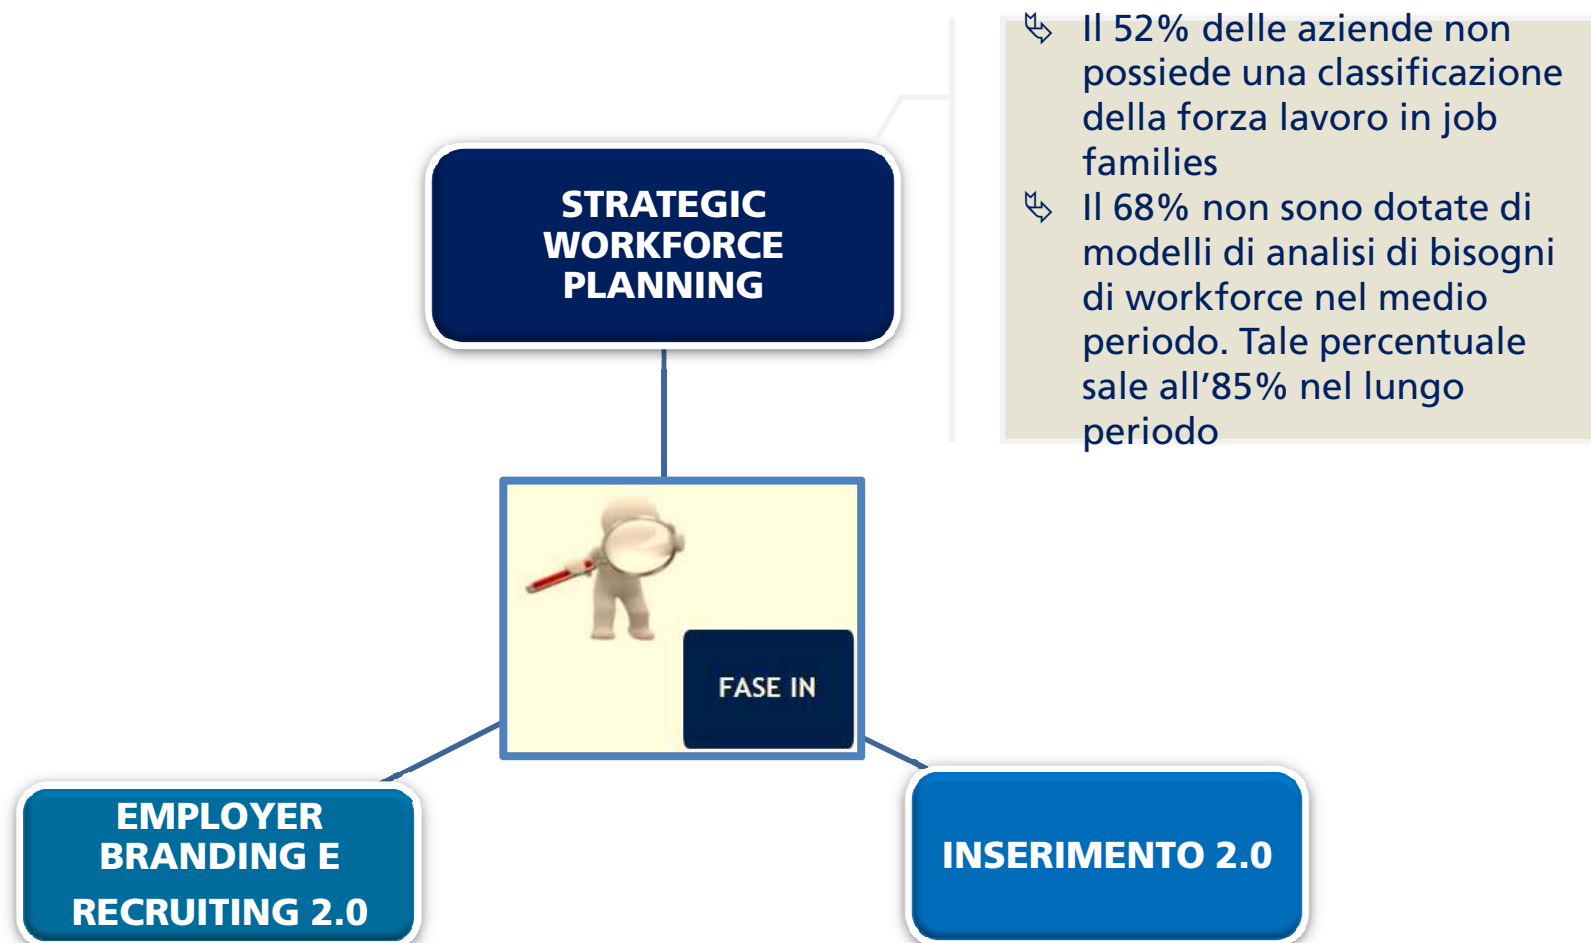 Il 52% delle aziende non
possiede una classificazione
della forza lavoro in job
families
Il 68% non sono dotate di
modelli di analisi di bisogni
di workforce nel medio
periodo. Tale percentuale
sale all’85% nel lungo
periodo
STRATEGIC
WORKFORCE
PLANNING
FASE IN
EMPLOYER
BRANDING E
RECRUITING 2.0
INSERIMENTO 2.0